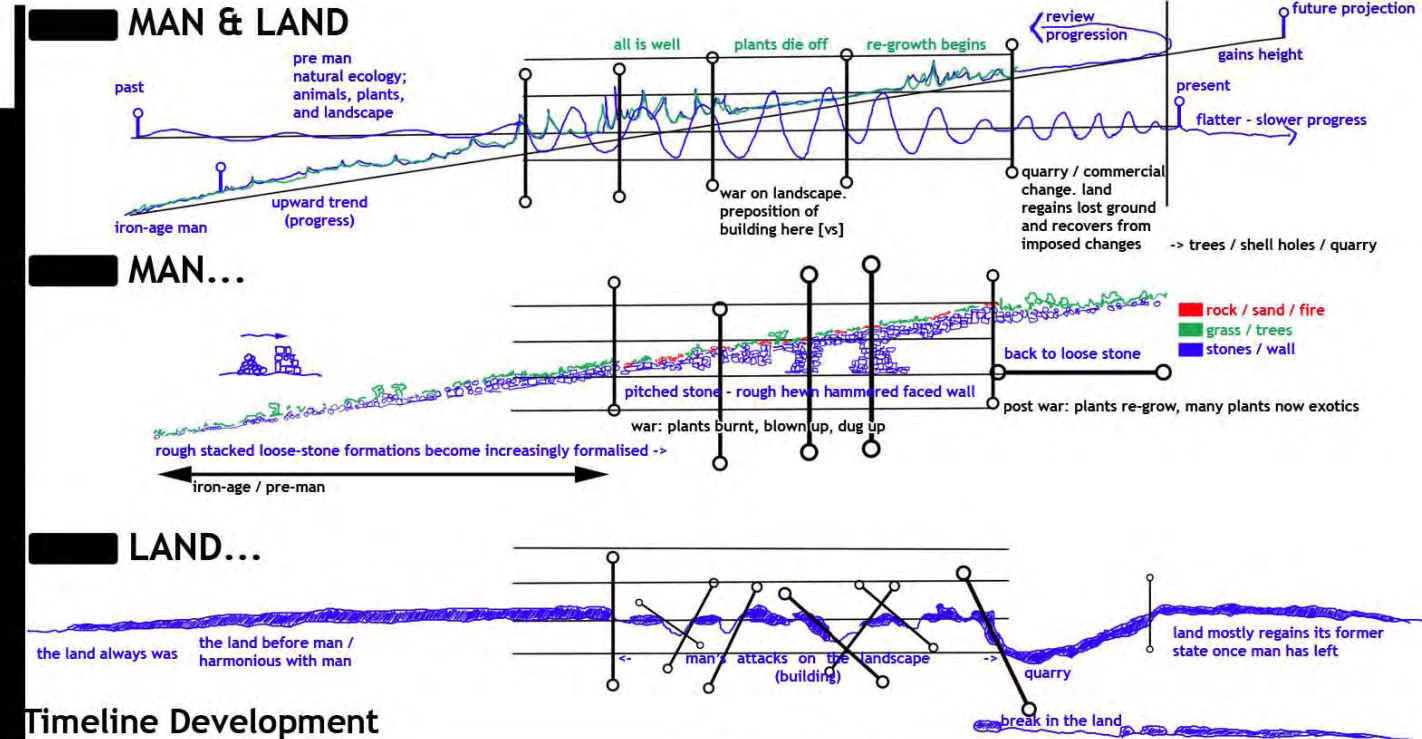 MAN & LAND
past
pre man
natural ecology;
animals, plants,
and landscape
all is well
plants die off
re-growth begins
review
progression
future projection
gains height
present
flatter - slower progress
iron-age man
upward trend
(progress)
war on landscape.
preposition of
building here [vs]
quarry / commercial
change. land
regains lost ground
and recovers from
imposed changes
-> trees / shell holes / quarry
MAN...
rock / sand / fire
grass / trees
stones / wall
back to loose stone
pitched stone - rough hewn hammered faced wall
post war: plants re-grow, many plants now exotics
war: plants burnt, blown up, dug up
rough stacked loose-stone formations become increasingly formalised ->
iron-age / pre-man
LAND...
the land always was
the land before man /
harmonious with man
<- man's attacks on the landscape ->
(building)
quarry
land mostly regains its former
state once man has left
break in the land
Timeline Development